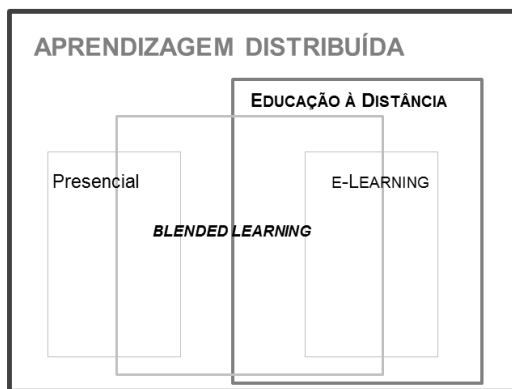 APRENDIZAGEM DISTRIBUÍDA
EDUCAÇÃO À DISTÂNCIA
Presencial
E-LEARNING
BLENDED LEARNING